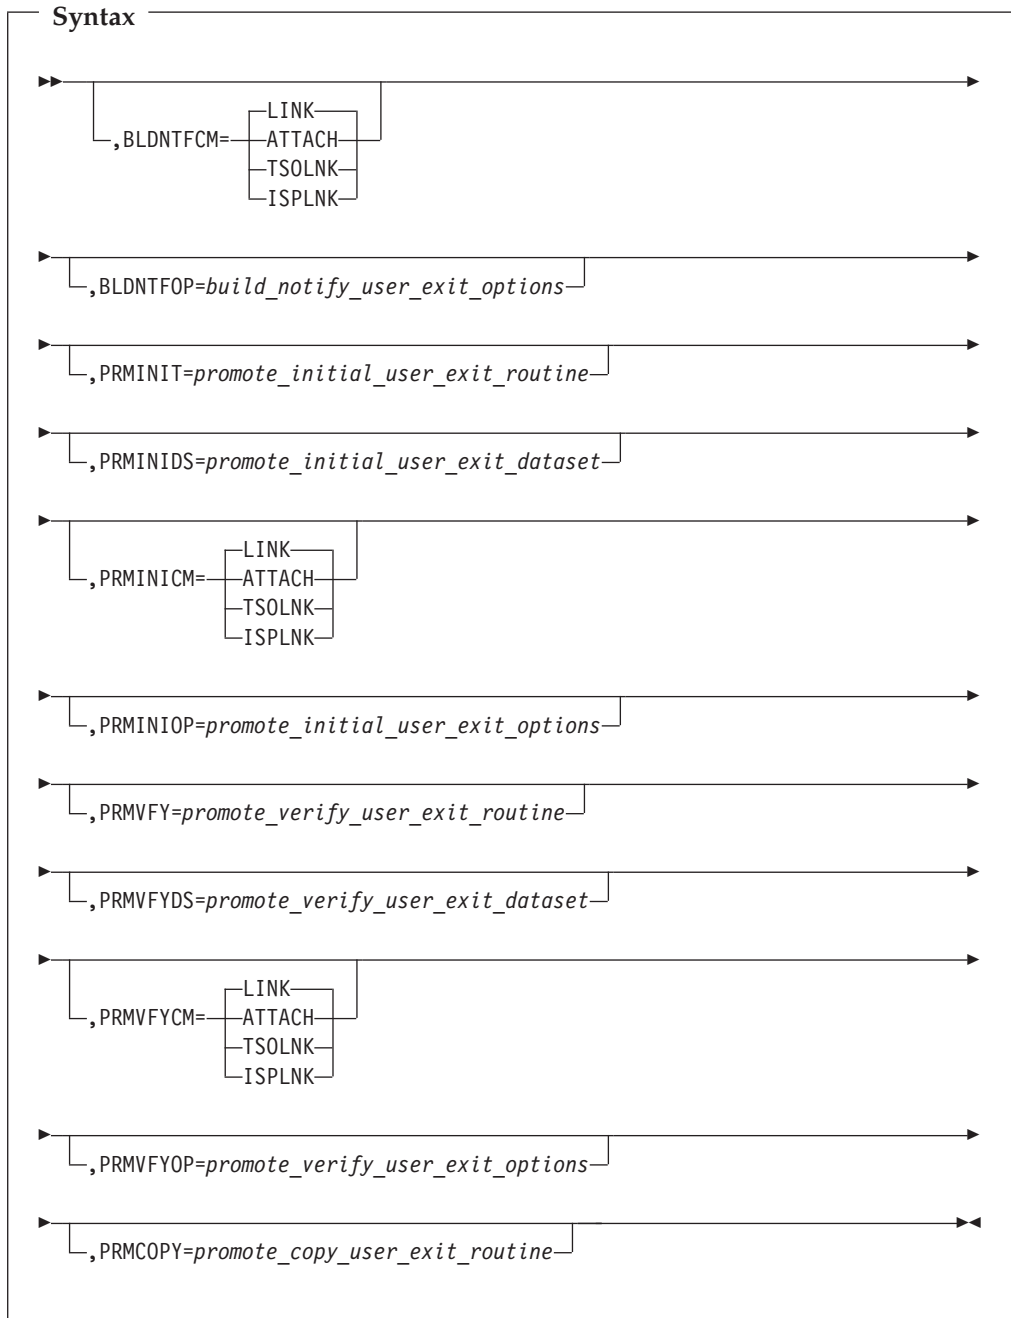 Syntax
LINK
,BLDNTFCM=
ATTACH
TSOLNK
ISPLNK
,BLDNTFOP=build_notify_user_exit_options
,PRMINIT=promote_initial_user_exit_routine
,PRMINIDS=promote_initial_user_exit_dataset
LINK
,PRMINICM=
ATTACH
TSOLNK
ISPLNK
,PRMINIOP=promote_initial_user_exit_options
,PRMVFY=promote_verify_user_exit_routine
,PRMVFYDS=promote_verify_user_exit_dataset
LINK
,PRMVFYCM=
ATTACH
TSOLNK
ISPLNK
,PRMVFYOP=promote_verify_user_exit_options
,PRMCOPY=promote_copy_user_exit_routine